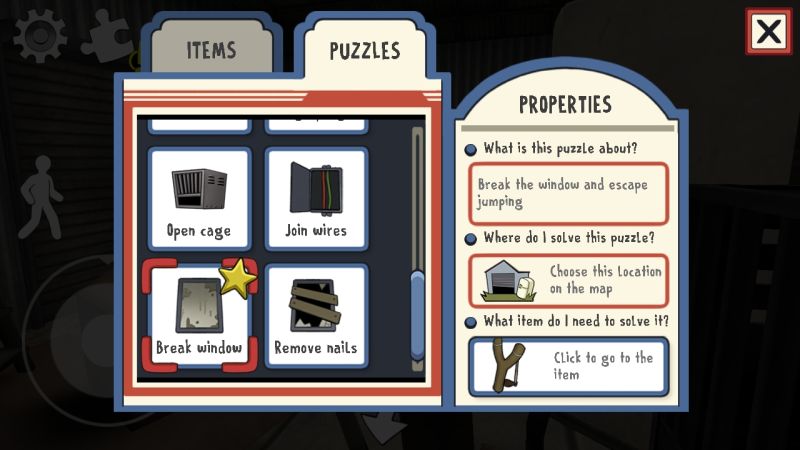 ITEMS
PUZZLES
Open cage
Join wires
Break window
Remove nails
PROPERTIES
What is this puzzle about?
Break the window and escape
jumping
Where do I solve this puzzle?
Choose this location
on the map
What item do I need to solve it?
Click to go to the
item